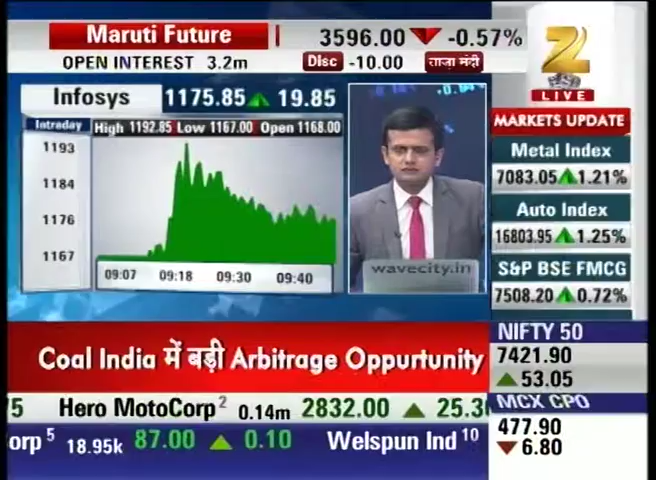 Maruti Future
3596.00 -0.57%
OPEN INTEREST 3.2m
Disc -10.00 ताज़ा मंदी
Z
LIVE
Infosys 1175.85 19.85
Intraday High 1192.85 Low 1167.00 Open 1168.00
1193
1184
1176
1167
09:07 09:18 09:30 09:40
wavecity.in
MARKETS UPDATE
Metal Index
7083.05 1.21%
Auto Index
16803.95 1.25%
S&P BSE FMCG
7508.20 0.72%
Coal India में बड़ी Arbitrage Oppurtunity
NIFTY 50
7421.90
53.05
MCX CPO
477.90
6.80
5 Hero MotoCorp 2 0.14m 2832.00 25.3
orp 5 18.95k 87.00 0.10 Welspun Ind 10